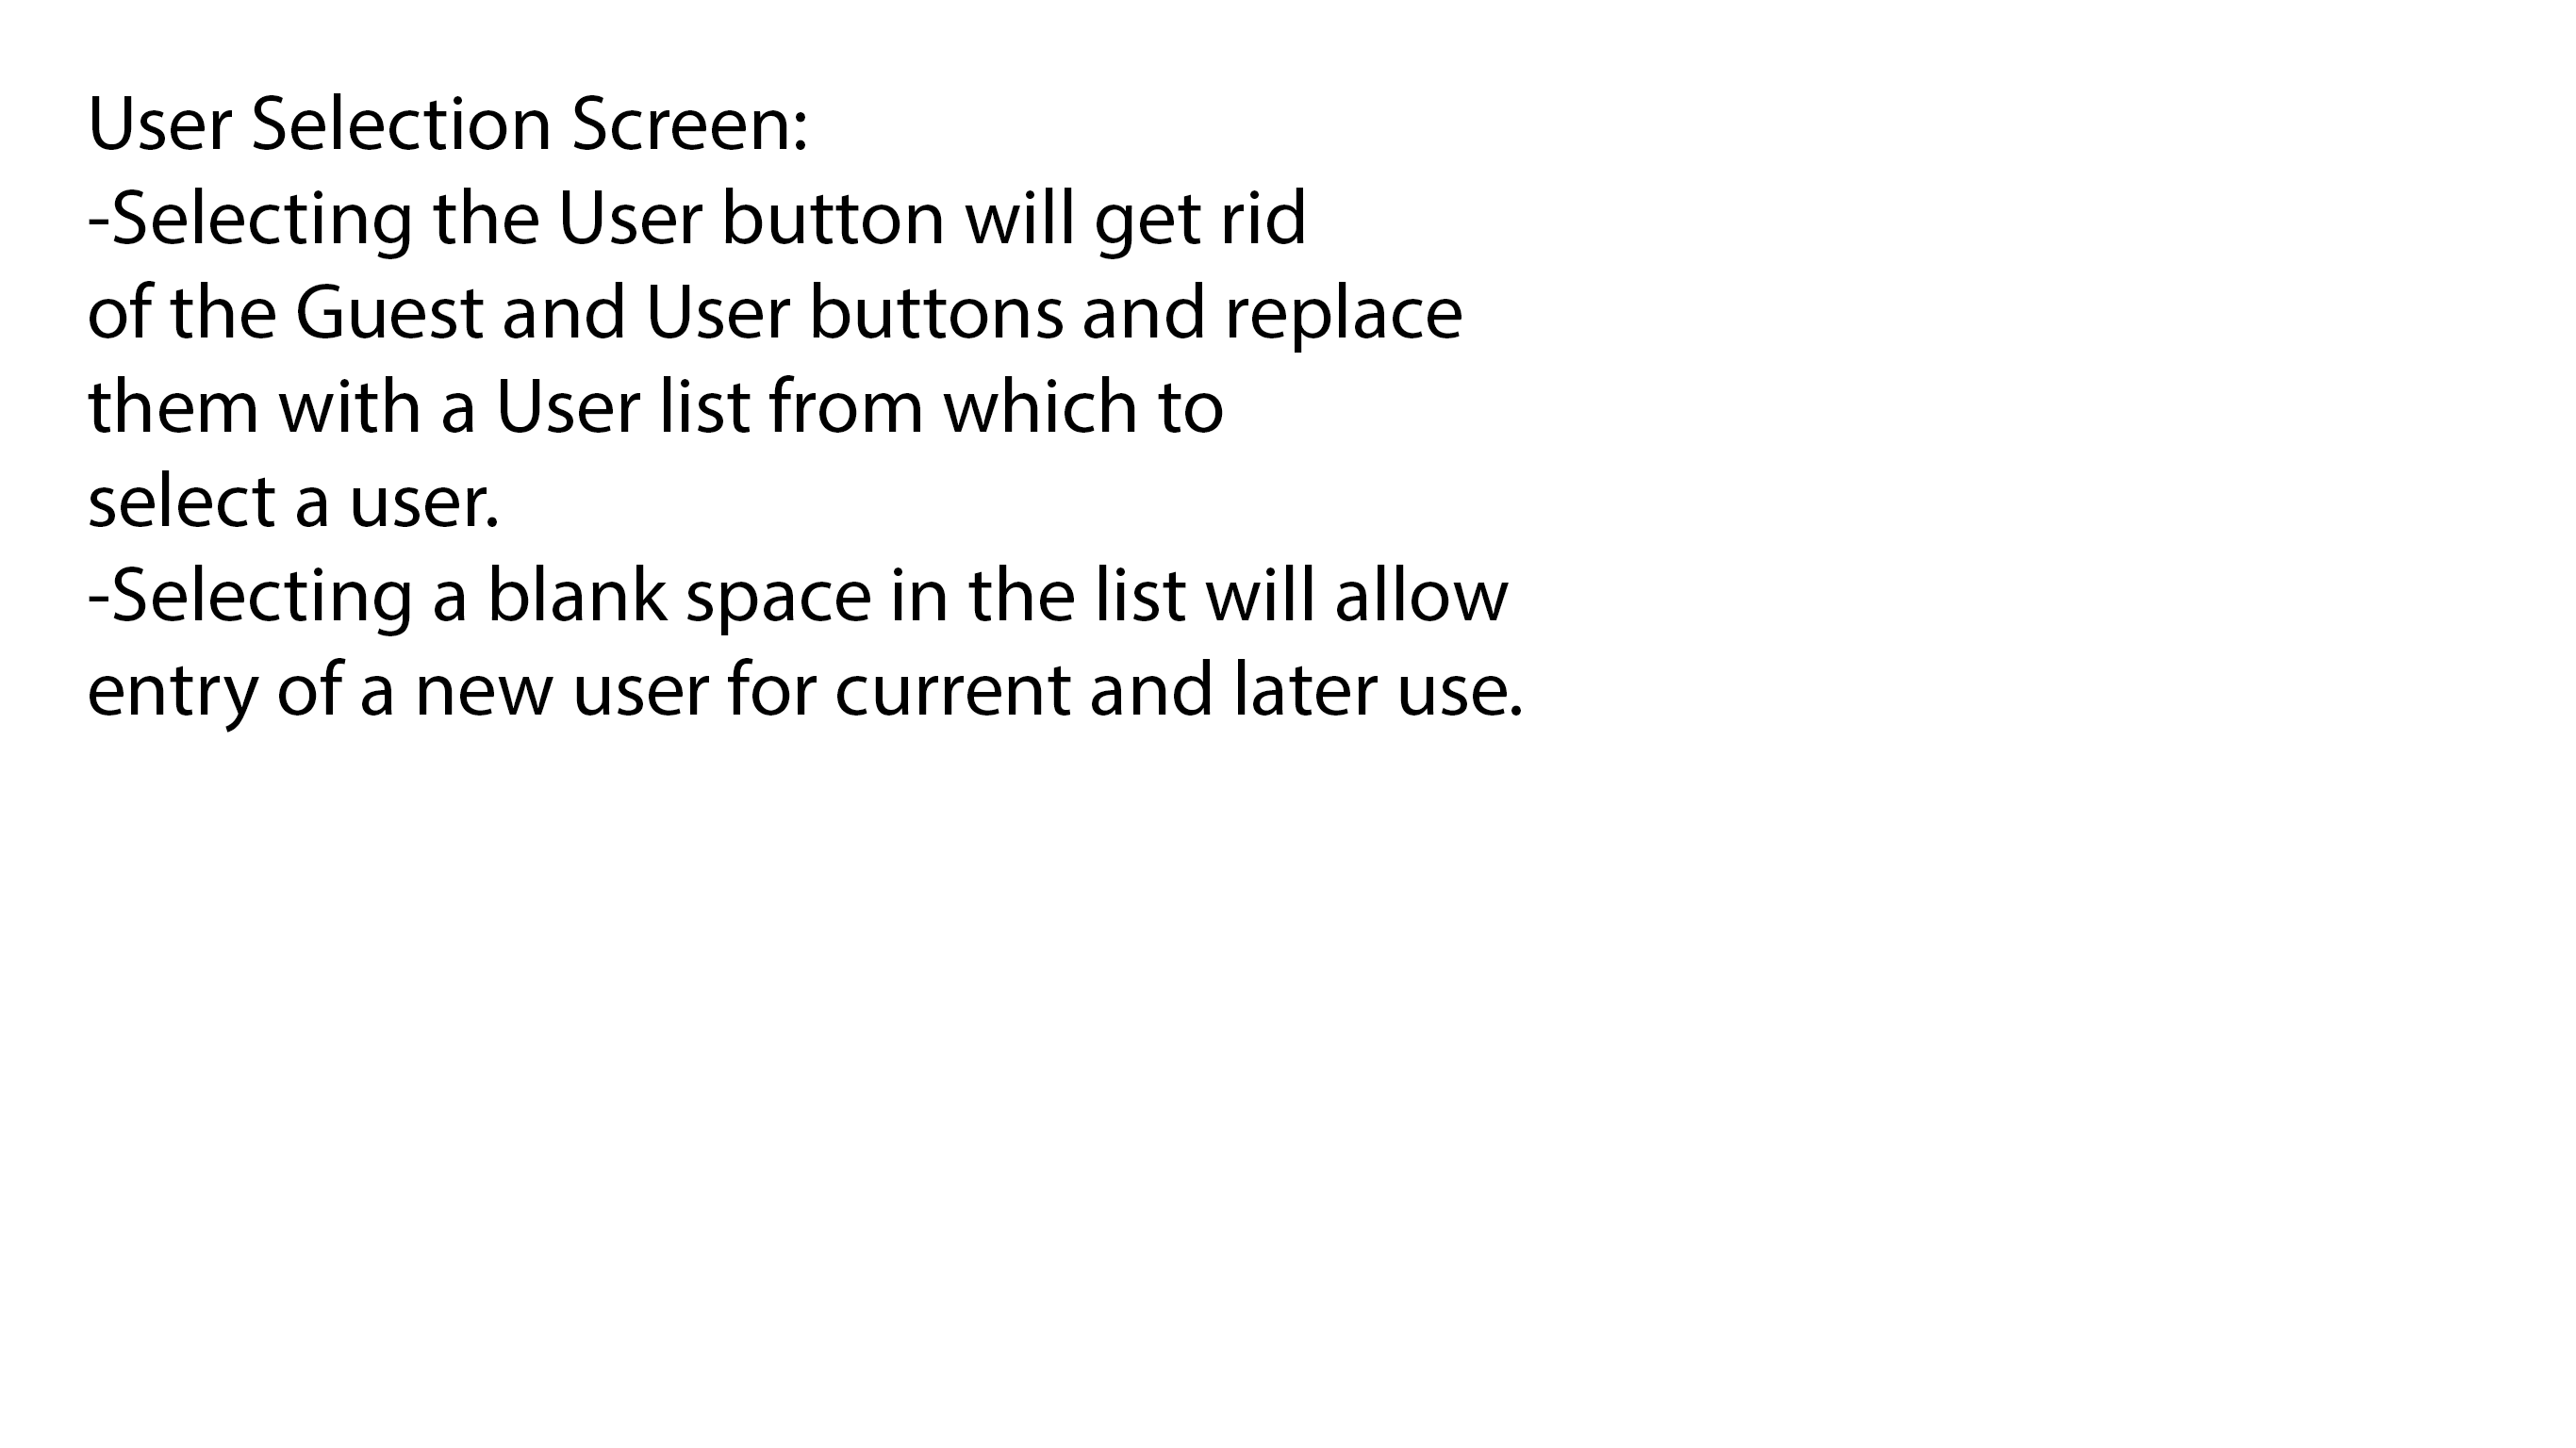 User Selection Screen:
-Selecting the User button will get rid
of the Guest and User buttons and replace
them with a User list from which to
select a user.
-Selecting a blank space in the list will allow
entry of a new user for current and later use.